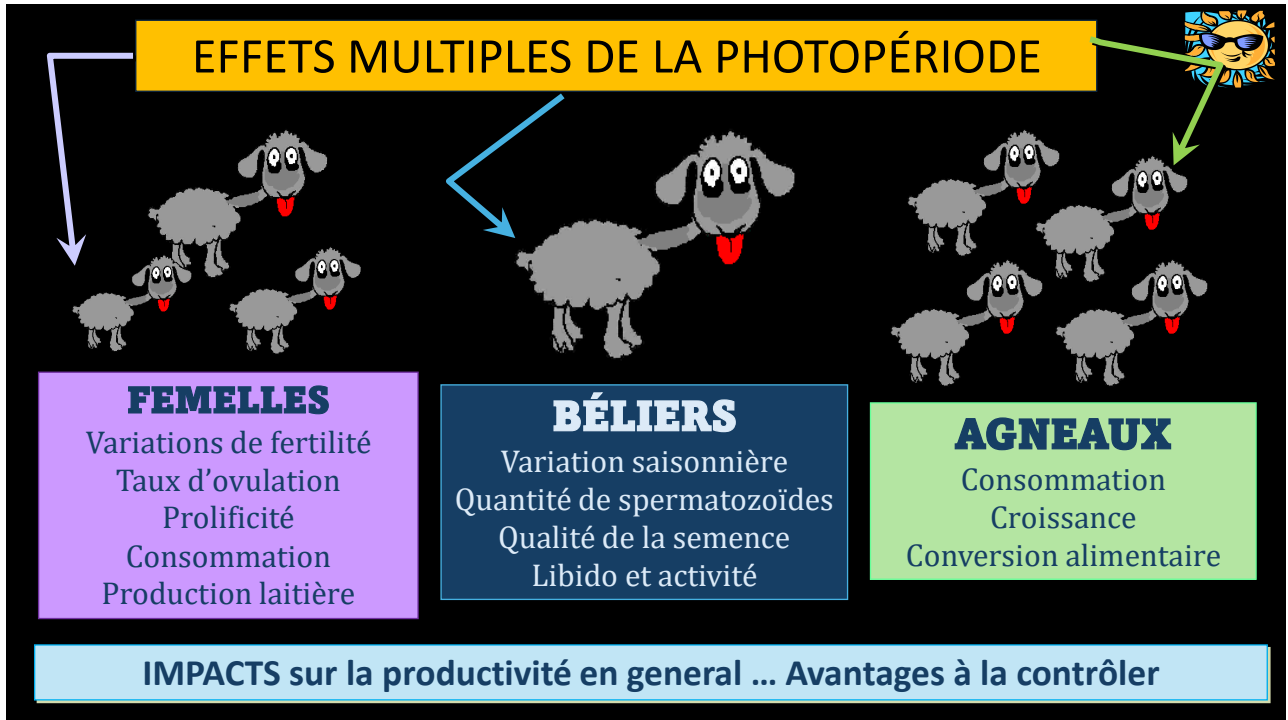 EFFETS MULTIPLES DE LA PHOTOPÉRIODE
FEMELLES
Variations de fertilité
Taux d’ovulation
Prolificité
Consommation
Production laitière
BÉLIERS
Variation saisonnière
Quantité de spermatozoïdes
Qualité de la semence
Libido et activité
AGNEAUX
Consommation
Croissance
Conversion alimentaire
IMPACTS sur la productivité en general ... Avantages à la contrôler